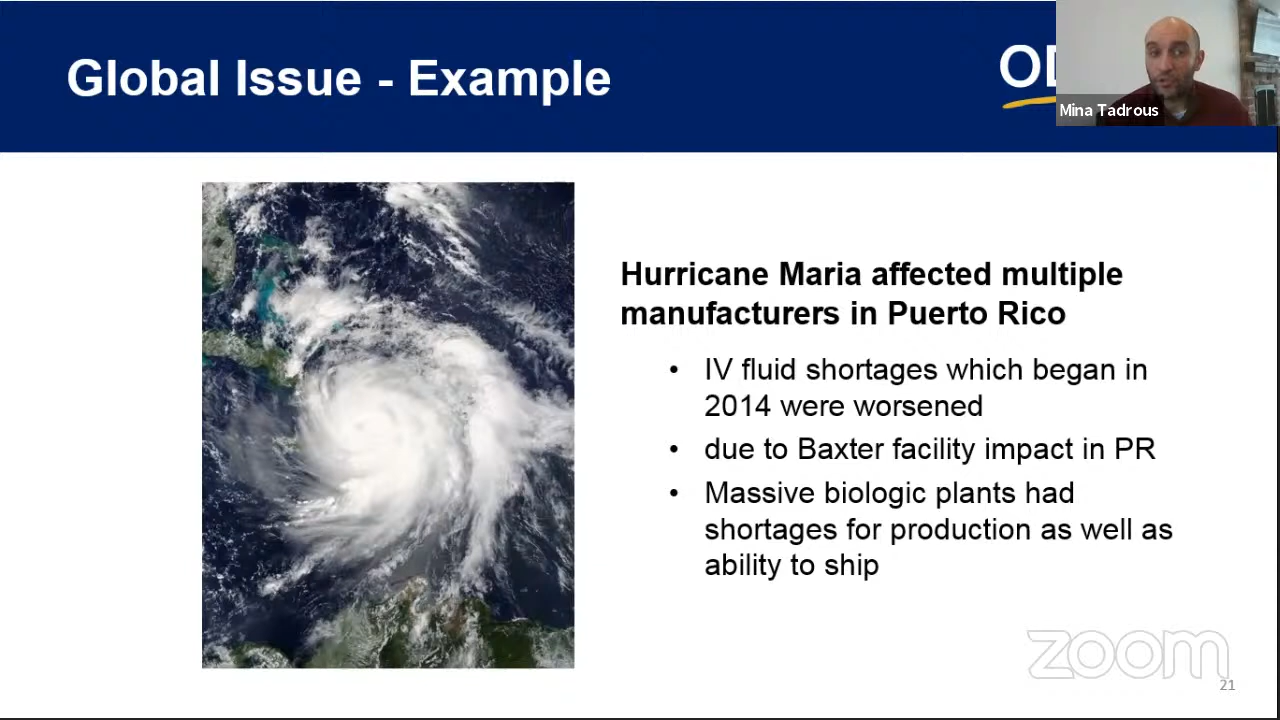 Global Issue - Example
Mina Tadrous
Hurricane Maria affected multiple
manufacturers in Puerto Rico
• IV fluid shortages which began in
2014 were worsened
• due to Baxter facility impact in PR
• Massive biologic plants had
shortages for production as well as
ability to ship
zoom
21